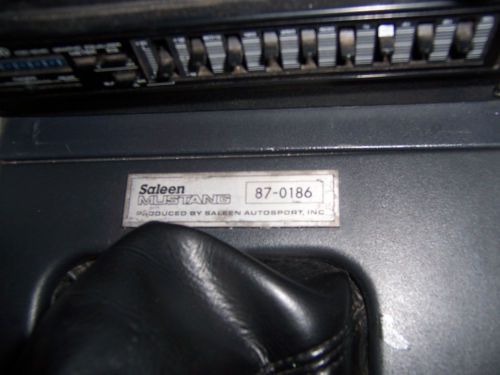 Saleen
MUSTANG
87-0186
PRODUCED BY SALEEN AUTOSPORT, INC